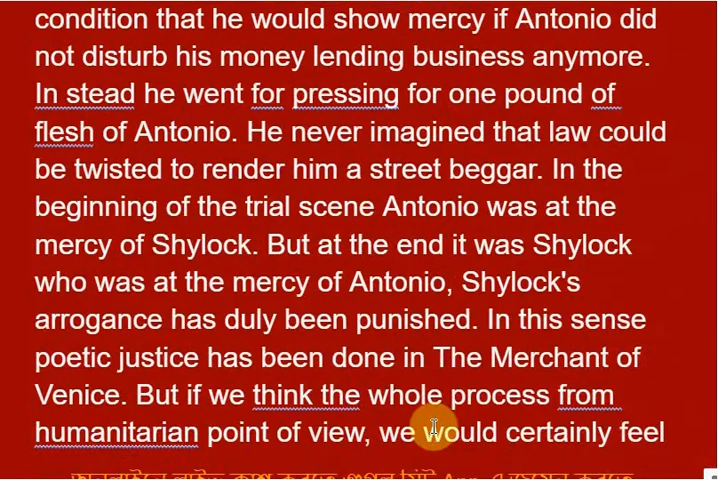 condition that he would show mercy if Antonio did
not disturb his money lending business anymore.
In stead he went for pressing for one pound of
flesh of Antonio. He never imagined that law could
be twisted to render him a street beggar. In the
beginning of the trial scene Antonio was at the
mercy of Shylock. But at the end it was Shylock
who was at the mercy of Antonio, Shylock's
arrogance has duly been punished. In this sense
poetic justice has been done in The Merchant of
Venice. But if we think the whole process from
humanitarian point of view, we would certainly feel